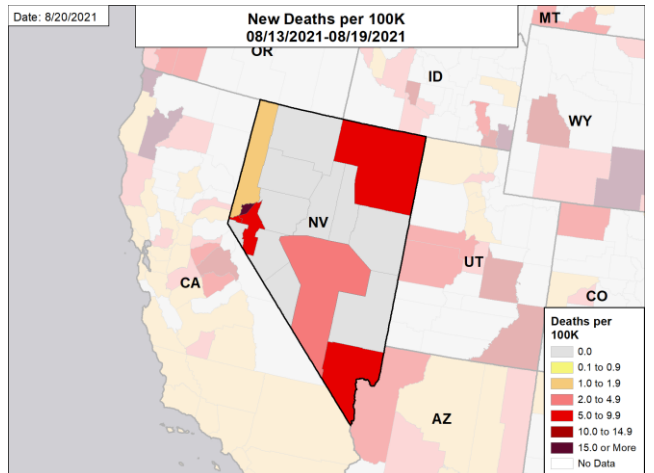 Date: 8/20/2021
New Deaths per 100K
08/13/2021-08/19/2021
MT
OR
ID
WY
NV
UT
CA
CO
AZ
Deaths per
100K
0.0
0.1 to 0.9
1.0 to 1.9
2.0 to 4.9
5.0 to 9.9
10.0 to 14.9
15.0 or More
No Data